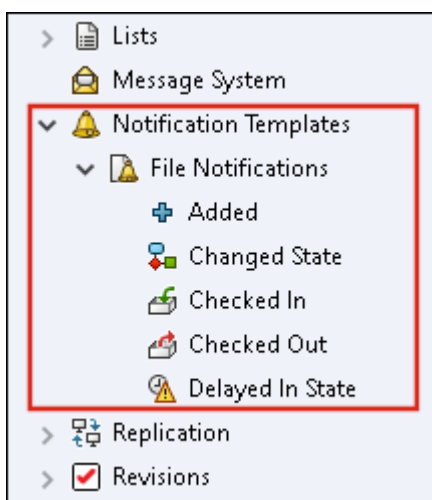 Lists
Message System
Notification Templates
File Notifications
Added
Changed State
Checked In
Checked Out
Delayed In State
Replication
Revisions